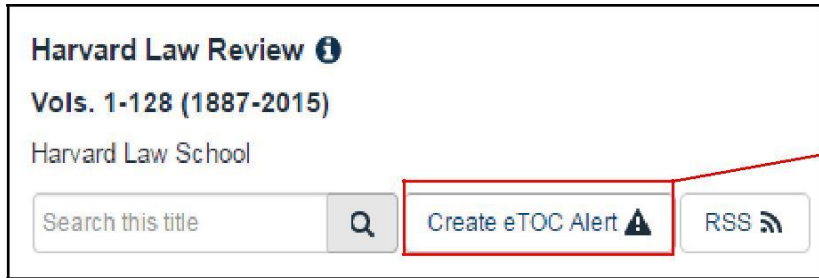 Harvard Law Review
Vols. 1-128 (1887-2015)
Harvard Law School
Search this title Create eTOC Alert RSS